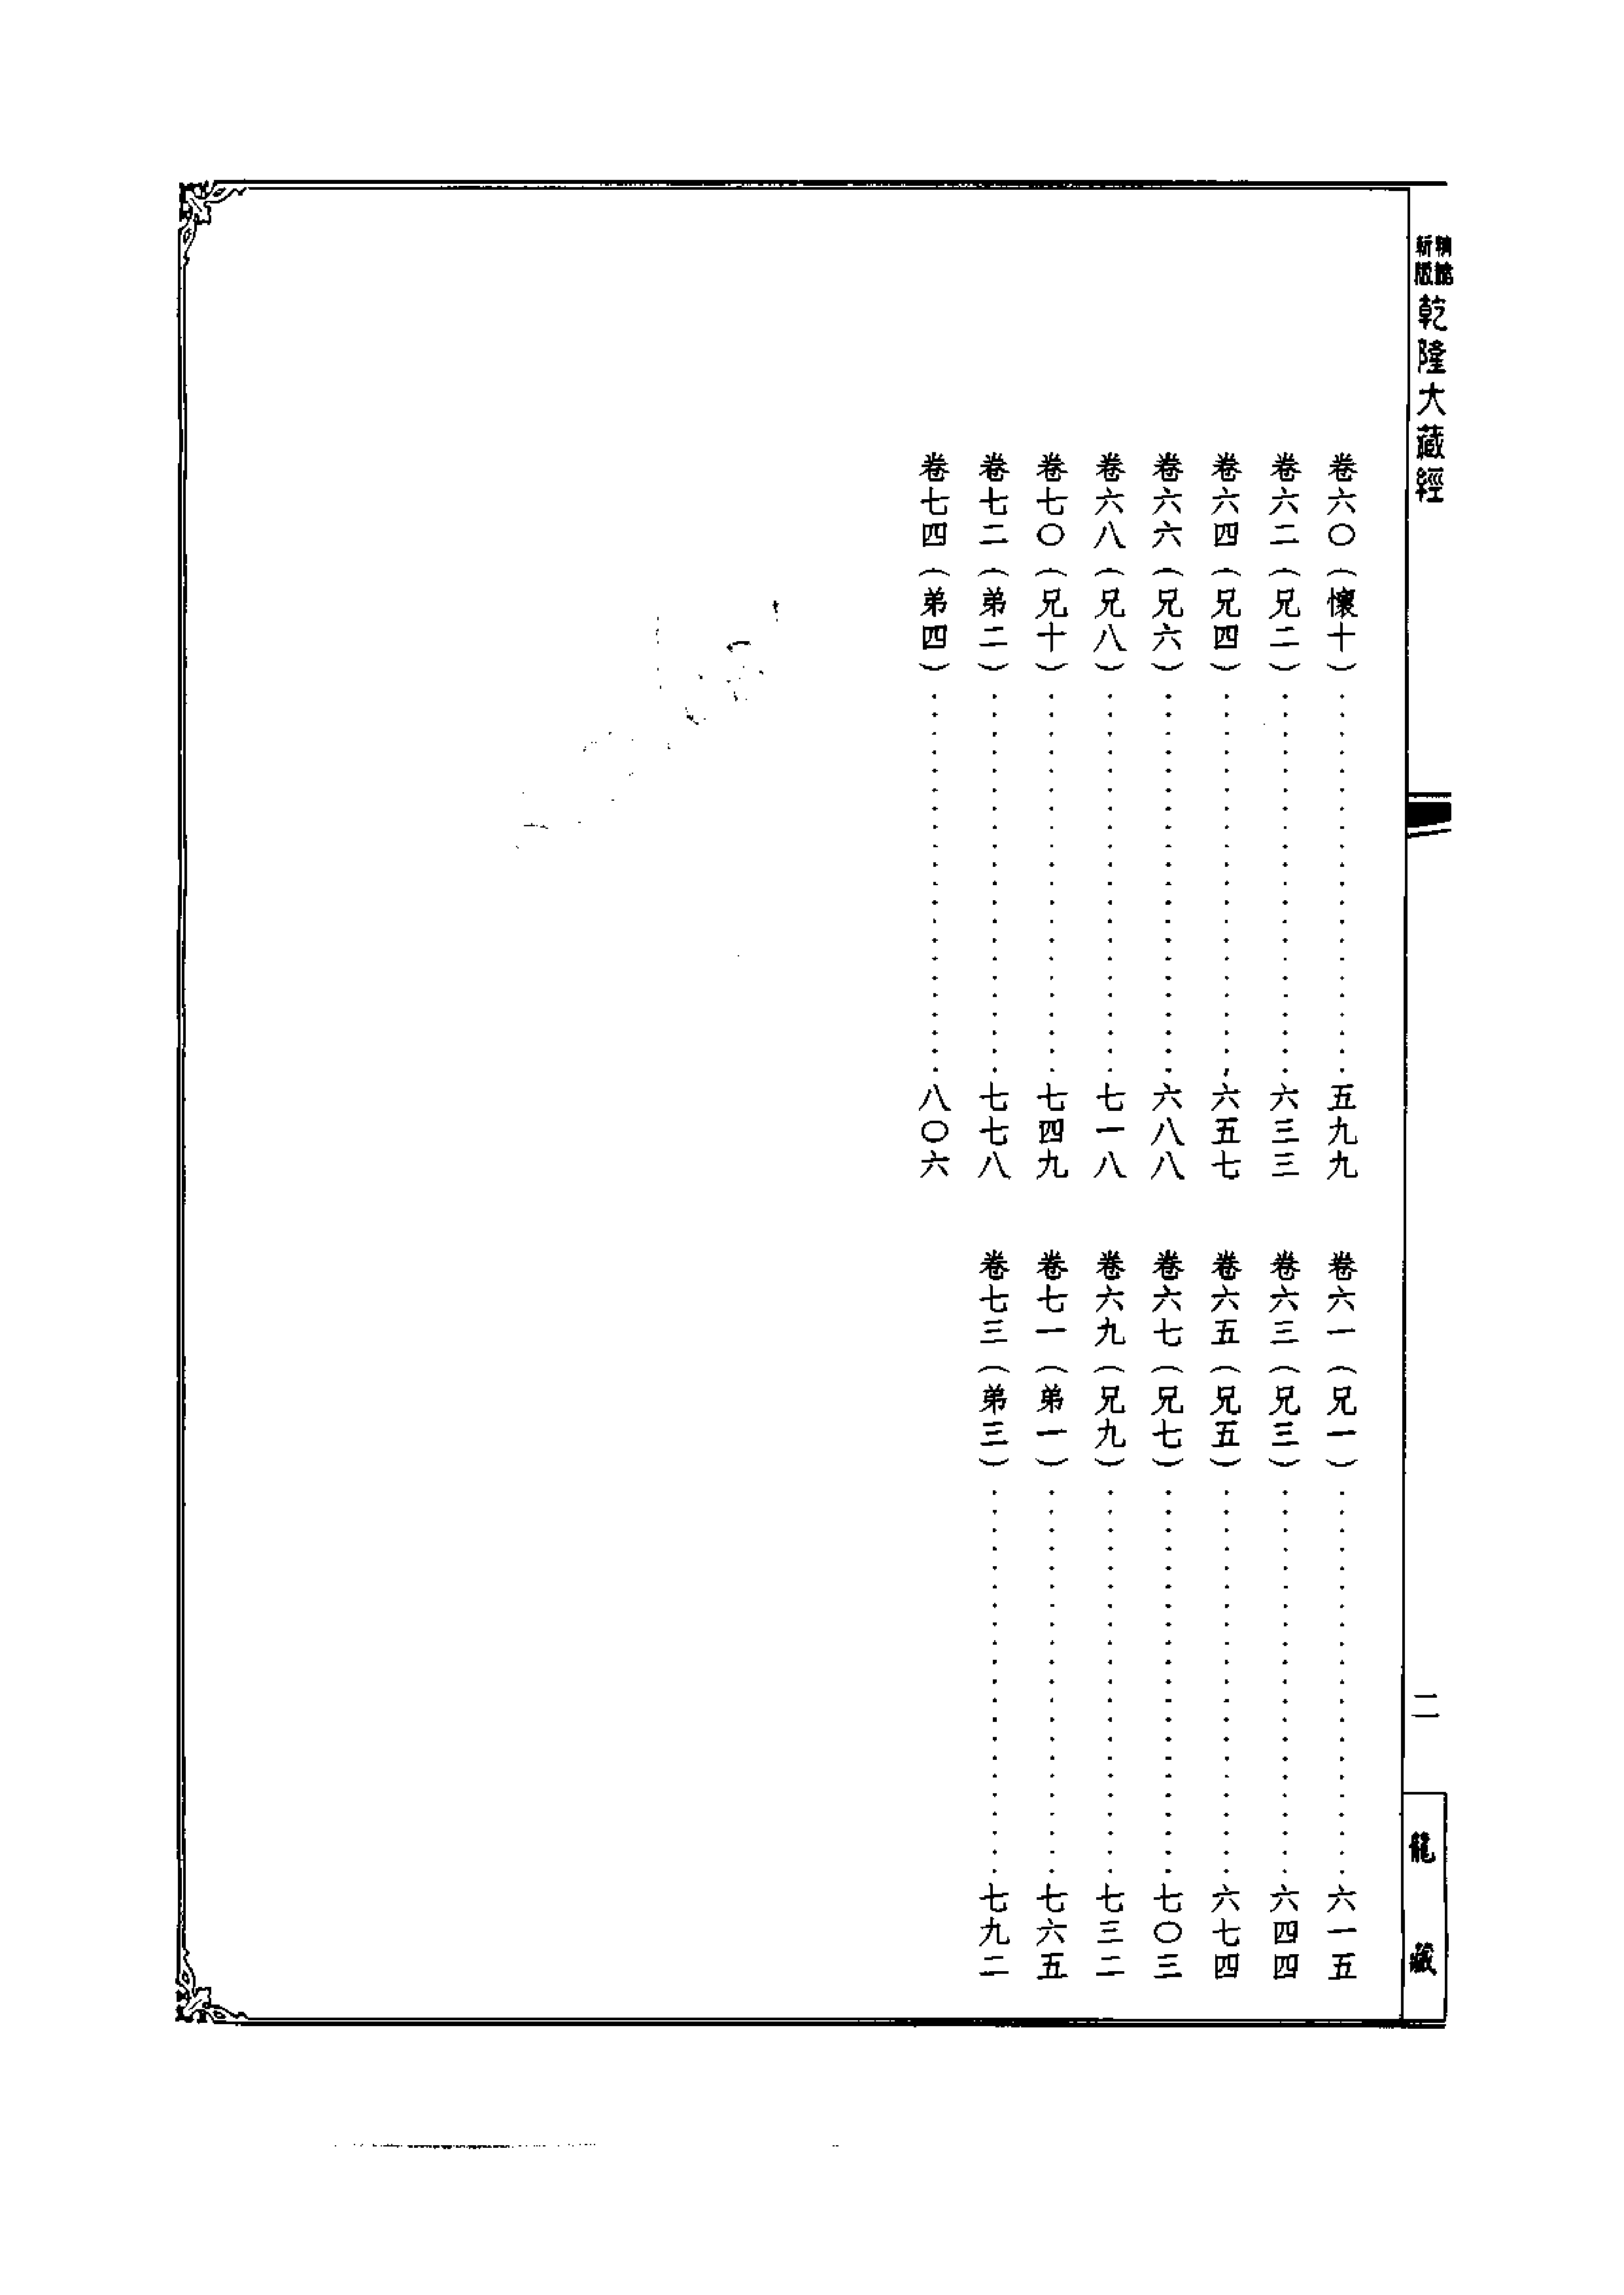 新版
乾隆大藏經
二
龍藏
卷六〇（懷十）………………五九九
卷六一（兄一）………………六一五
卷六二（兄二）………………六三三
卷六三（兄三）………………六四四
卷六四（兄四）………………六五七
卷六五（兄五）………………六七四
卷六六（兄六）………………六八八
卷六七（兄七）………………七〇三
卷六八（兄八）………………七一八
卷六九（兄九）………………七三二
卷七〇（兄十）………………七四九
卷七一（弟一）………………七六五
卷七二（弟二）………………七七八
卷七三（弟三）………………七九二
卷七四（弟四）………………八〇六